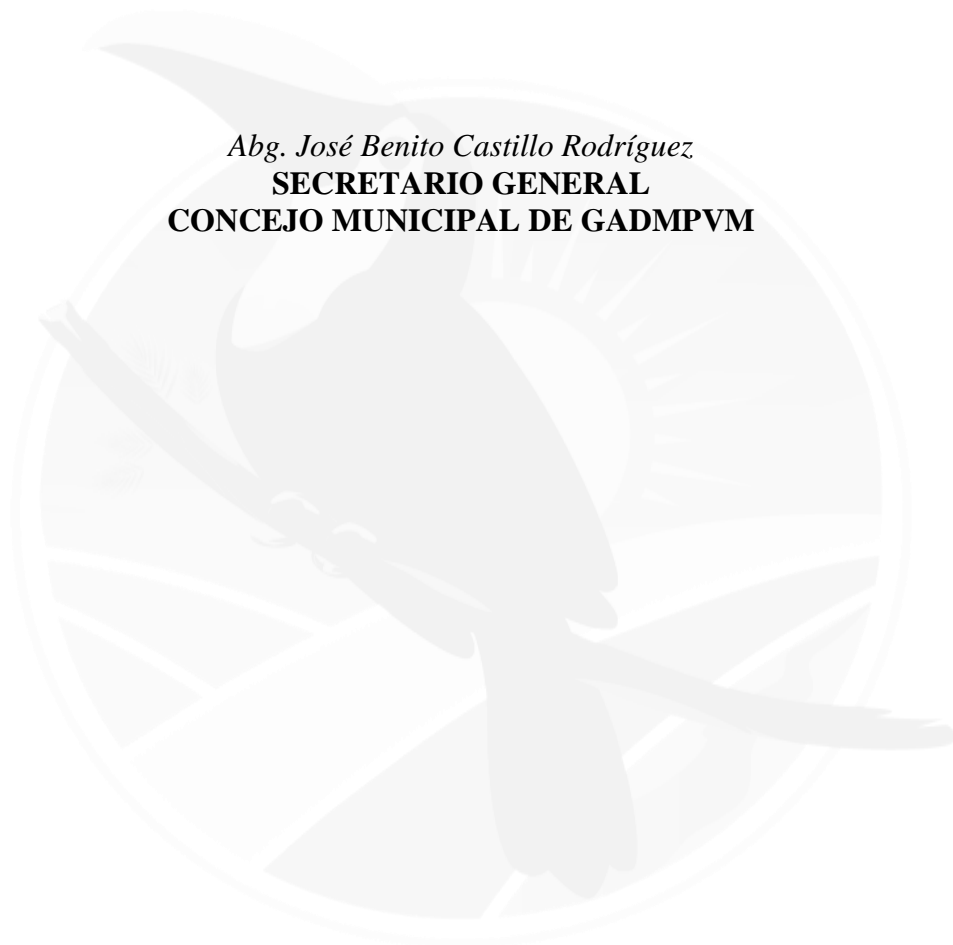 Abg. José Benito Castillo Rodríguez
SECRETARIO GENERAL
CONCEJO MUNICIPAL DE GADMPVM